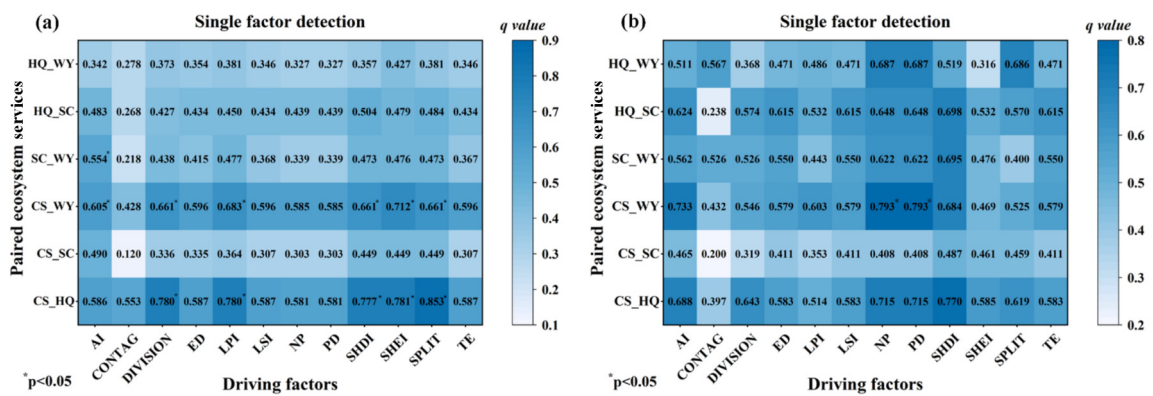 (a) Single factor detection q value
HQ_WY 0.342 0.278 0.373 0.354 0.381 0.346 0.327 0.327 0.357 0.427 0.381 0.346
HQ_SC 0.483 0.268 0.427 0.434 0.450 0.434 0.439 0.439 0.504 0.479 0.484 0.434
SC_WY 0.554* 0.218 0.438 0.415 0.477 0.368 0.339 0.339 0.473 0.476 0.473 0.367
CS_WY 0.605* 0.428 0.661* 0.596 0.683* 0.596 0.585 0.585 0.661* 0.712* 0.661* 0.596
CS_SC 0.490 0.120 0.336 0.335 0.364 0.307 0.303 0.303 0.449 0.449 0.449 0.307
CS_HQ 0.586 0.553 0.780* 0.587 0.780* 0.587 0.581 0.581 0.777* 0.781* 0.853* 0.587
AI CONTAG DIVISION ED LPI LSI NP PD SHDI SHEI SPLIT TE
Paired ecosystem services
Driving factors
*p<0.05
0.9
0.8
0.7
0.6
0.5
0.4
0.3
0.2
0.1
(b) Single factor detection q value
HQ_WY 0.511 0.567 0.368 0.471 0.486 0.471 0.687 0.687 0.519 0.316 0.686 0.471
HQ_SC 0.624 0.238 0.574 0.615 0.532 0.615 0.648 0.648 0.698 0.532 0.570 0.615
SC_WY 0.562 0.526 0.526 0.550 0.443 0.550 0.622 0.622 0.695 0.476 0.400 0.550
CS_WY 0.733 0.432 0.546 0.579 0.603 0.579 0.793* 0.793* 0.684 0.469 0.525 0.579
CS_SC 0.465 0.200 0.319 0.411 0.353 0.411 0.408 0.408 0.487 0.461 0.459 0.411
CS_HQ 0.688 0.397 0.643 0.583 0.514 0.583 0.715 0.715 0.770 0.585 0.619 0.583
AI CONTAG DIVISION ED LPI LSI NP PD SHDI SHEI SPLIT TE
Paired ecosystem services
Driving factors
*p<0.05
0.8
0.7
0.6
0.5
0.4
0.3
0.2